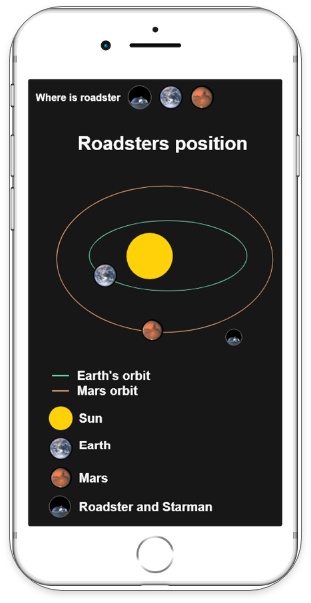 Where is roadster
Roadsters position
Earth's orbit
Mars orbit
Sun
Earth
Mars
Roadster and Starman